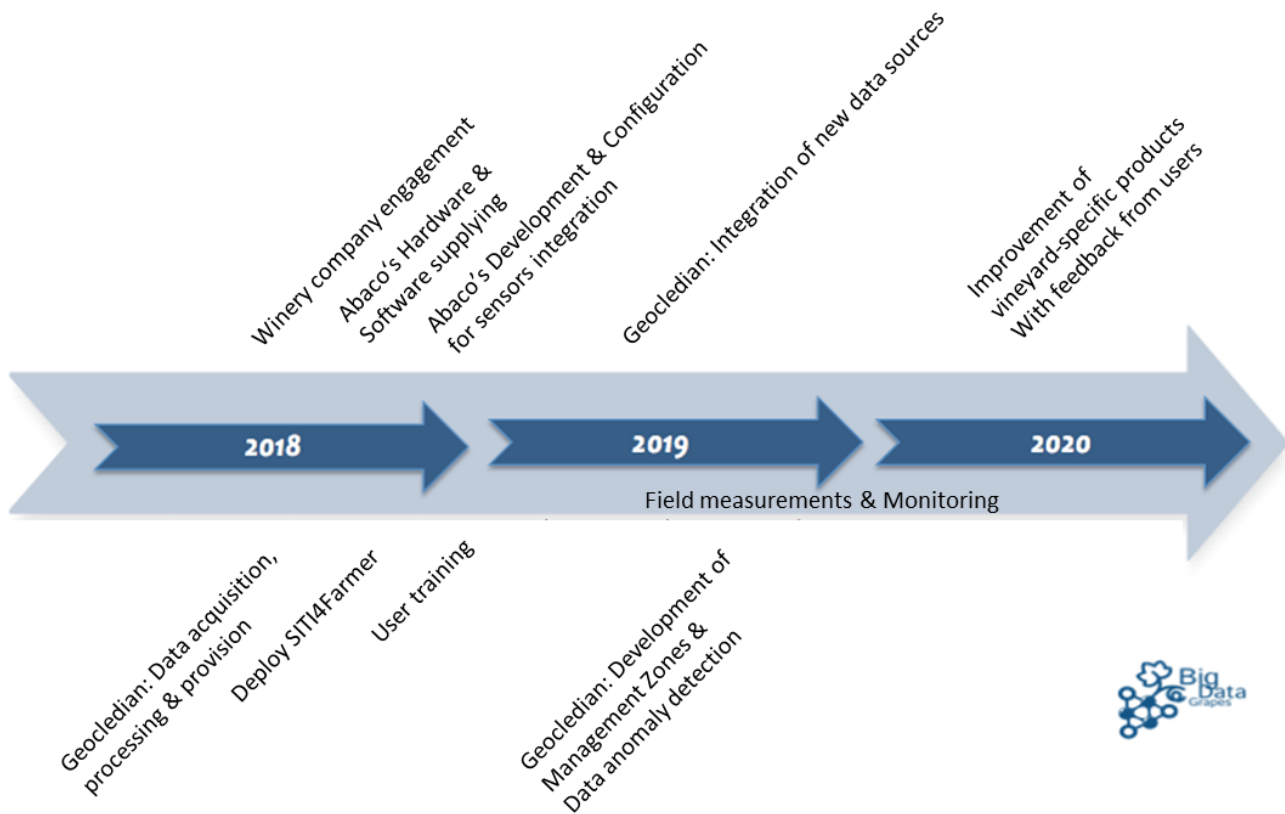 Winery company engagement
Abaco‘s Hardware &
Software supplying
Abaco’s Development & Configuration
for sensors integration
Geocledian: Integration of new data sources
Improvement of
vineyard-specific products
With feedback from users
2018
2019
2020
Field measurements & Monitoring
Geocledian: Data acquisition,
processing & provision
Deploy SITI4Farmer
User training
Geocledian: Development of
Management Zones &
Data anomaly detection
Big
Data
Grapes